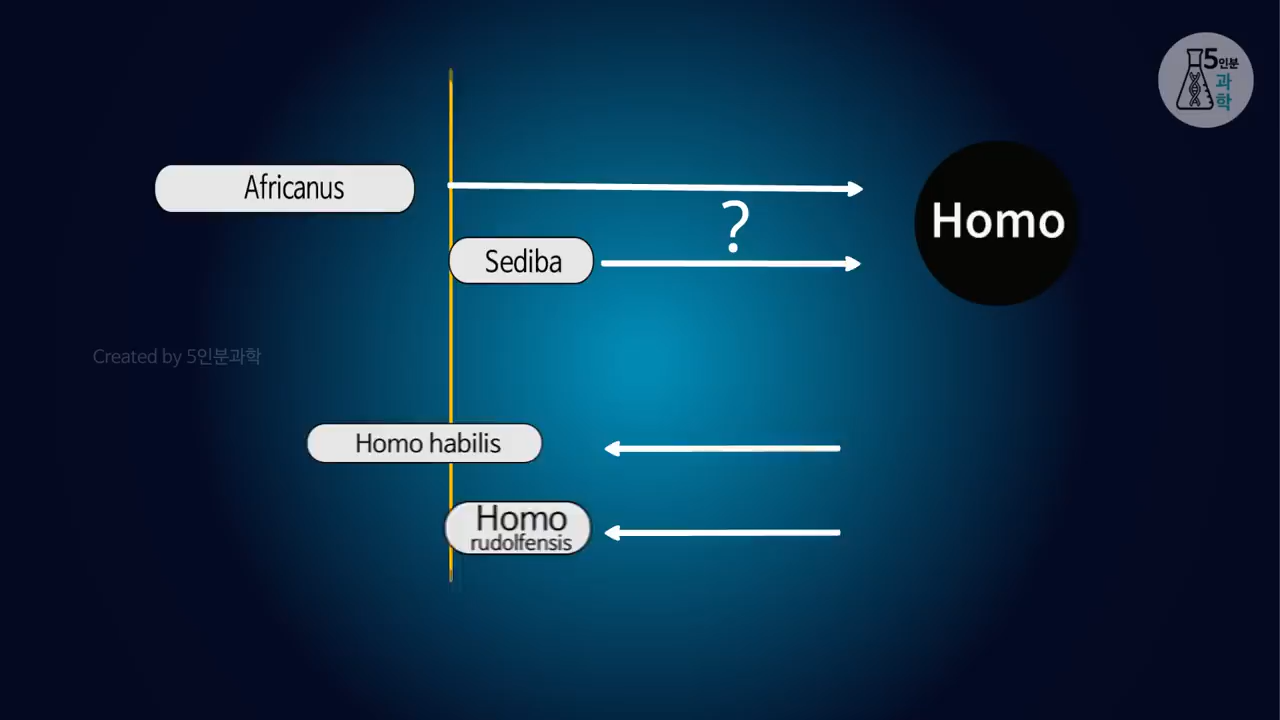 5인분
과
학
Africanus
Homo
?
Sediba
Created by 5인분과학
Homo habilis
Homo
rudolfensis